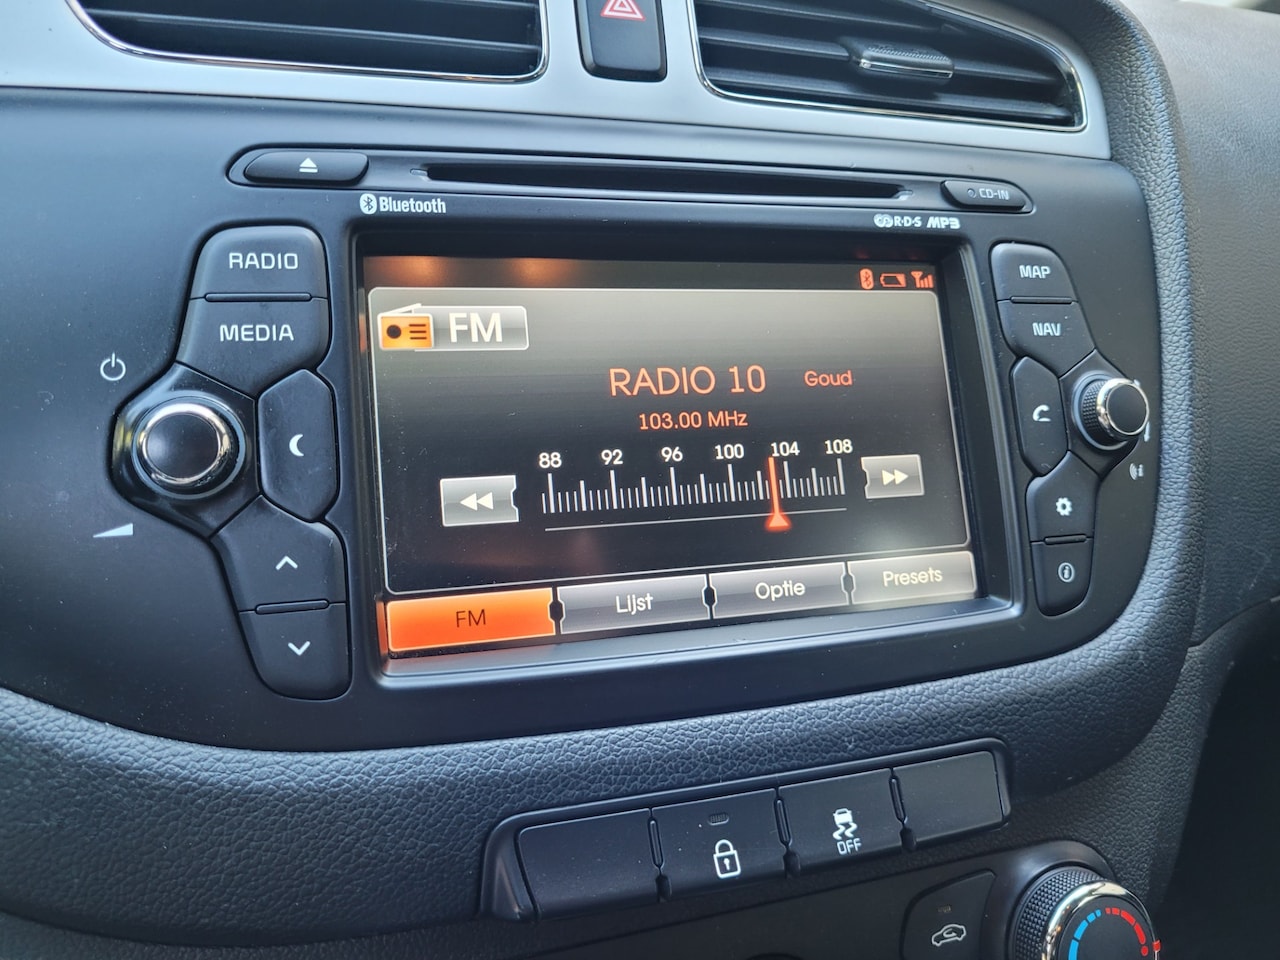 Bluetooth
CD-IN
R·D·S MP3
RADIO
MEDIA
MAP
NAV
FM
RADIO 10 Goud
103.00 MHz
88 92 96 100 104 108
FM Lijst Optie Presets
OFF